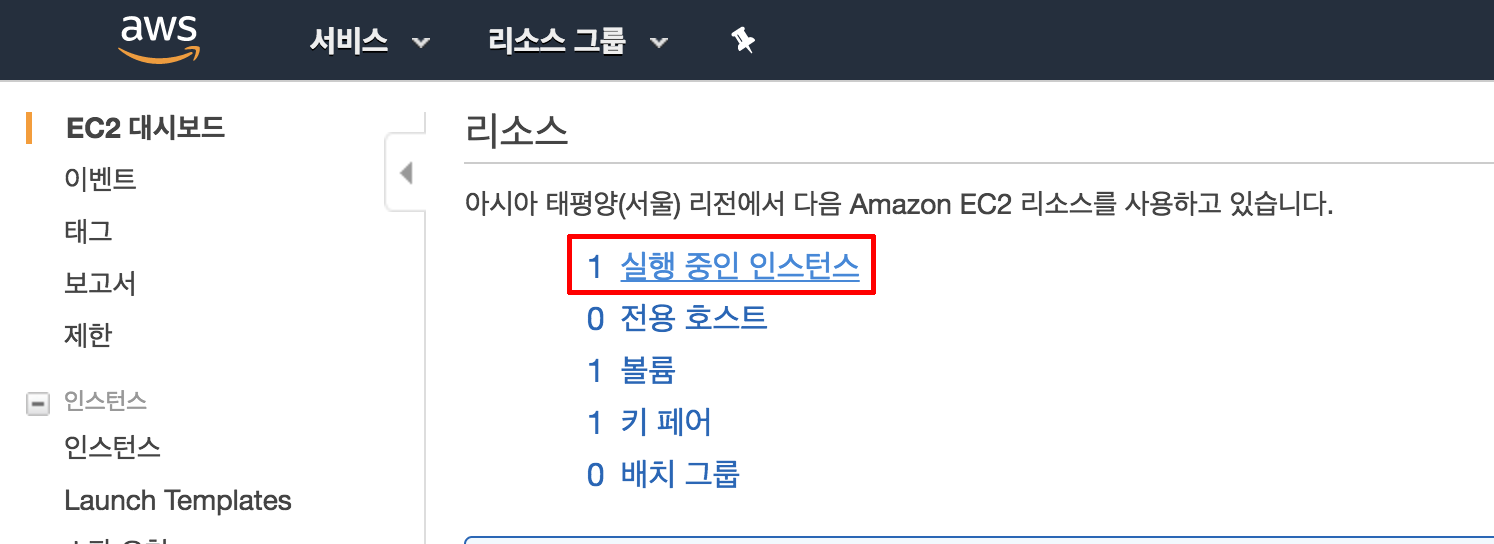 aws 서비스 리소스 그룹
EC2 대시보드
이벤트
태그
보고서
제한
인스턴스
인스턴스
Launch Templates
리소스
아시아 태평양(서울) 리전에서 다음 Amazon EC2 리소스를 사용하고 있습니다.
1 실행 중인 인스턴스
0 전용 호스트
1 볼륨
1 키 페어
0 배치 그룹